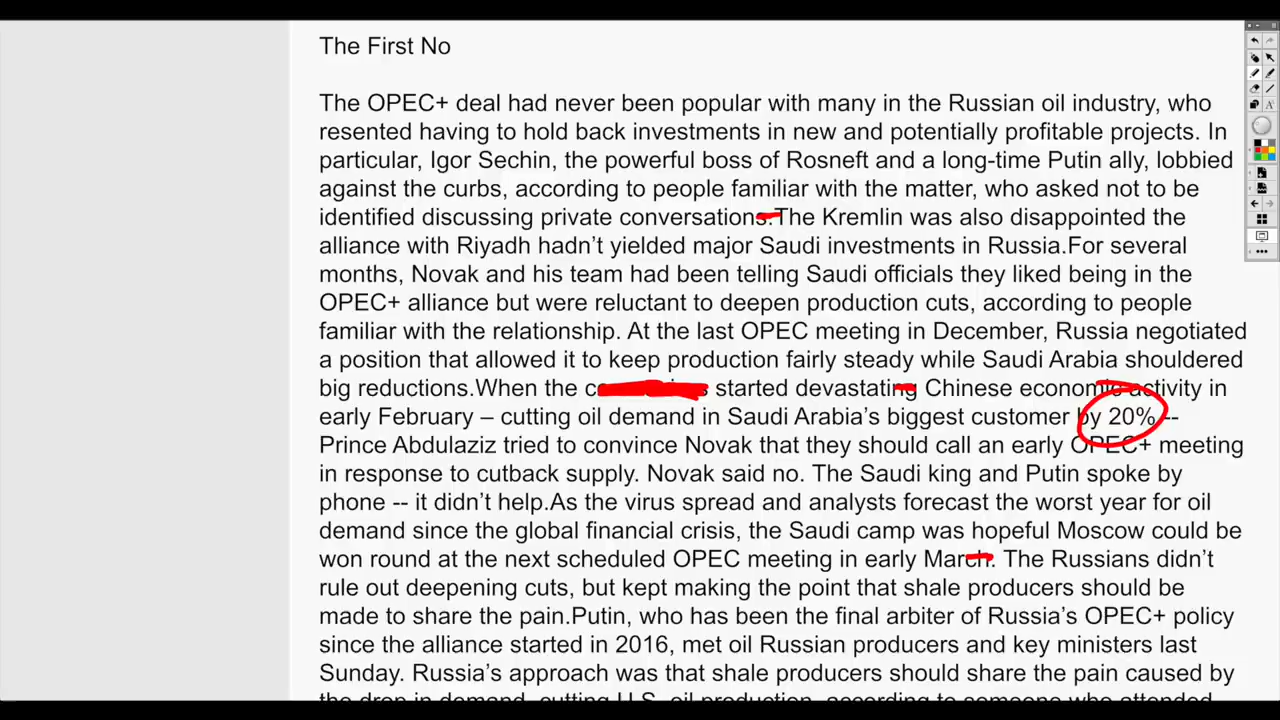 The First No
The OPEC+ deal had never been popular with many in the Russian oil industry, who
resented having to hold back investments in new and potentially profitable projects. In
particular, Igor Sechin, the powerful boss of Rosneft and a long-time Putin ally, lobbied
against the curbs, according to people familiar with the matter, who asked not to be
identified discussing private conversations.The Kremlin was also disappointed the
alliance with Riyadh hadn’t yielded major Saudi investments in Russia.For several
months, Novak and his team had been telling Saudi officials they liked being in the
OPEC+ alliance but were reluctant to deepen production cuts, according to people
familiar with the relationship. At the last OPEC meeting in December, Russia negotiated
a position that allowed it to keep production fairly steady while Saudi Arabia shouldered
big reductions.When the started devastating Chinese economic activity in
early February – cutting oil demand in Saudi Arabia’s biggest customer by 20% --
Prince Abdulaziz tried to convince Novak that they should call an early OPEC+ meeting
in response to cutback supply. Novak said no. The Saudi king and Putin spoke by
phone -- it didn’t help.As the virus spread and analysts forecast the worst year for oil
demand since the global financial crisis, the Saudi camp was hopeful Moscow could be
won round at the next scheduled OPEC meeting in early March. The Russians didn’t
rule out deepening cuts, but kept making the point that shale producers should be
made to share the pain.Putin, who has been the final arbiter of Russia’s OPEC+ policy
since the alliance started in 2016, met oil Russian producers and key ministers last
Sunday. Russia’s approach was that shale producers should share the pain caused by
the drop in demand, cutting U.S. oil production, according to someone who attended